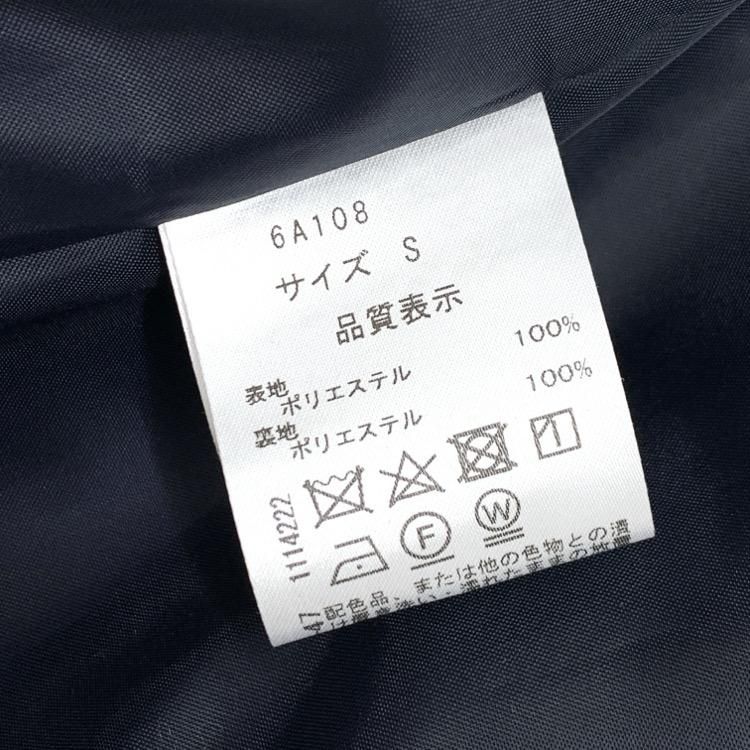 6A108
サイズ S
品質表示
表地 ポリエステル 100%
裏地 ポリエステル 100%
1114222
F W
47
配色品、または他の色物との